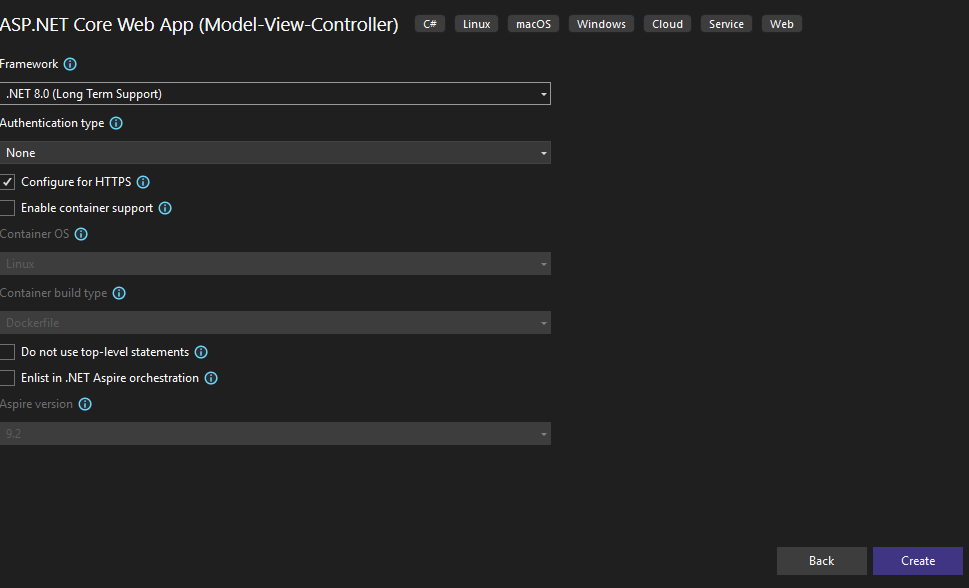 ASP.NET Core Web App (Model-View-Controller) C# Linux macOS Windows Cloud Service Web
Framework
.NET 8.0 (Long Term Support)
Authentication type
None
Configure for HTTPS
Enable container support
Container OS
Linux
Container build type
Dockerfile
Do not use top-level statements
Enlist in .NET Aspire orchestration
Aspire version
9.2
Back Create